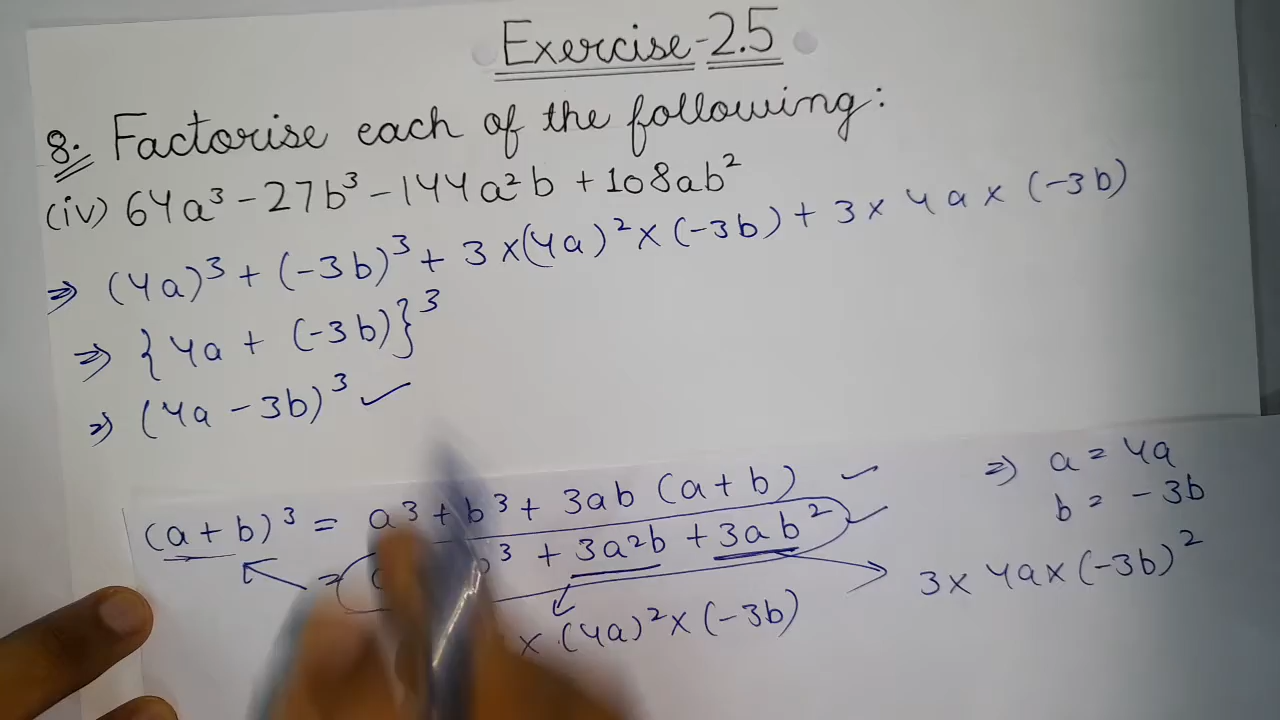 Exercise-2.5
8. Factorise each of the following:
(iv) 64a³ - 27b³ - 144a²b + 108ab²
⇒ (4a)³ + (-3b)³ + 3 × (4a)² × (-3b) + 3 × 4a × (-3b)
⇒ {4a + (-3b)}³
⇒ (4a - 3b)³ ✓
(a + b)³ = a³ + b³ + 3ab (a + b) ✓
= ³ + 3a²b + 3ab²
× (4a)² × (-3b)
⇒ a = 4a
b = -3b
3 × 4a × (-3b)²